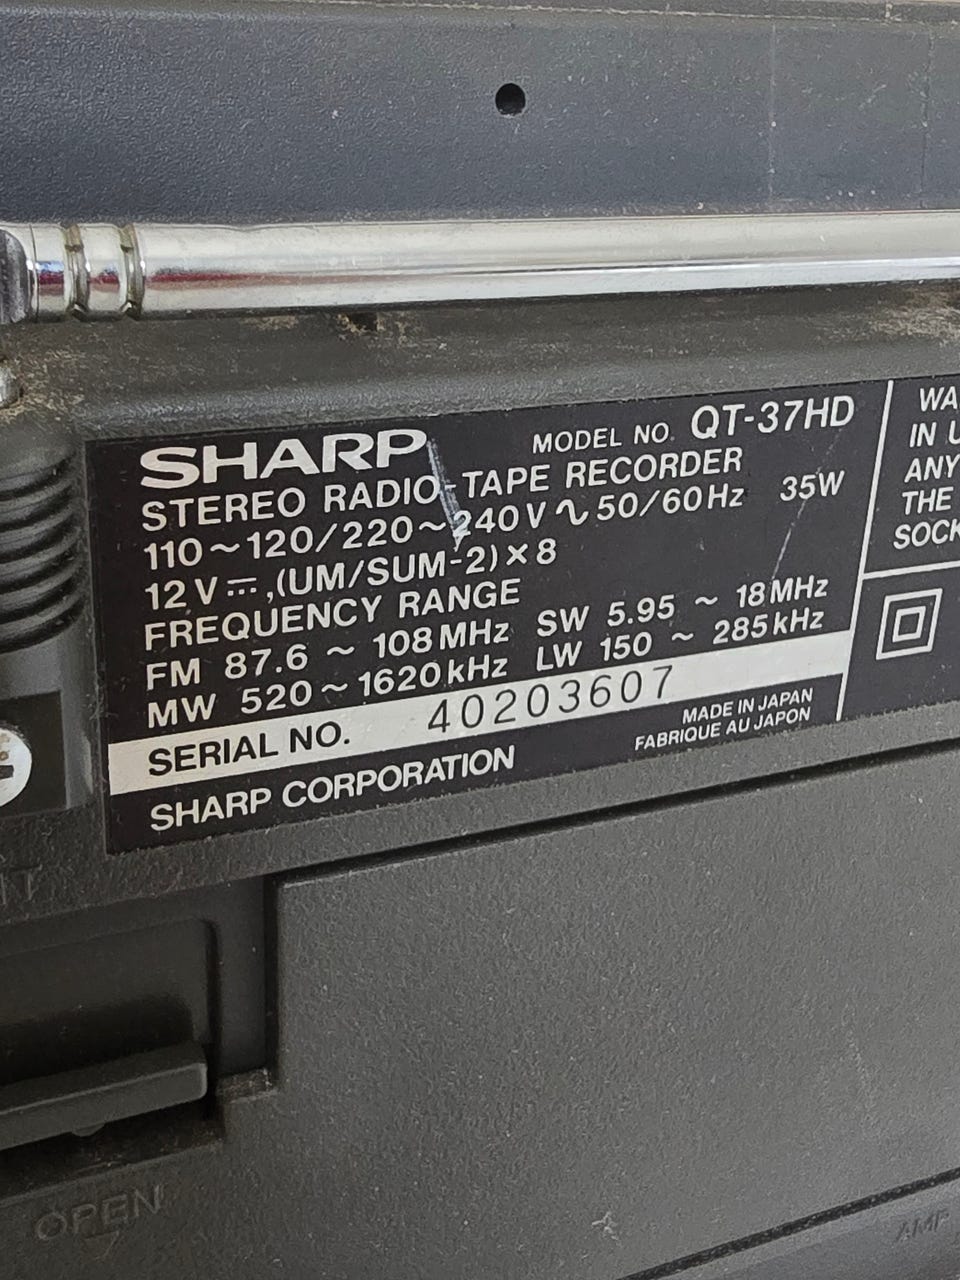 SHARP MODEL NO. QT-37HD
STEREO RADIO-TAPE RECORDER
110~120/220~240V ∿ 50/60Hz 35W
12V⎓,(UM/SUM-2)×8
FREQUENCY RANGE
FM 87.6 ~ 108MHz SW 5.95 ~ 18MHz
MW 520~1620kHz LW 150 ~ 285kHz
SERIAL NO. 40203607
SHARP CORPORATION
MADE IN JAPAN
FABRIQUE AU JAPON
IN
ANY
THE
OPEN